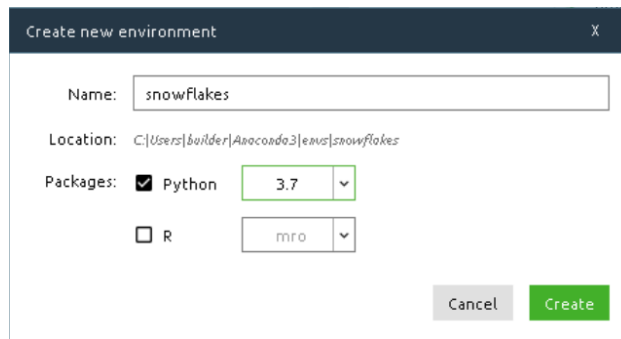 Create new environment X
Name: snowflakes
Location: C:|Users|builder|Anaconda3|envs|snowflakes
Packages: Python 3.7
R mro
Cancel Create